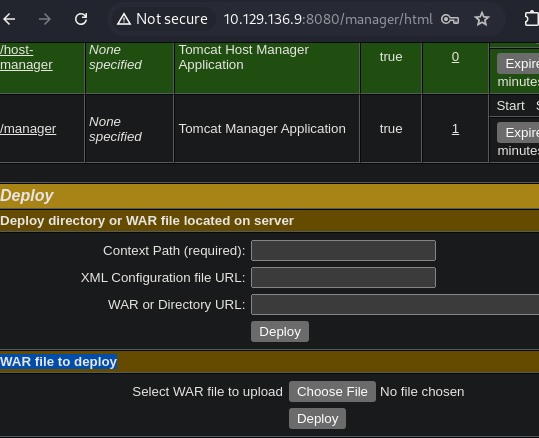 Not secure 10.129.136.9:8080/manager/html
/host-manager None specified Tomcat Host Manager Application true 0
Expire
minutes
/manager None specified Tomcat Manager Application true 1 Start
Expire
minutes
Deploy
Deploy directory or WAR file located on server
Context Path (required):
XML Configuration file URL:
WAR or Directory URL:
Deploy
WAR file to deploy
Select WAR file to upload Choose File No file chosen
Deploy